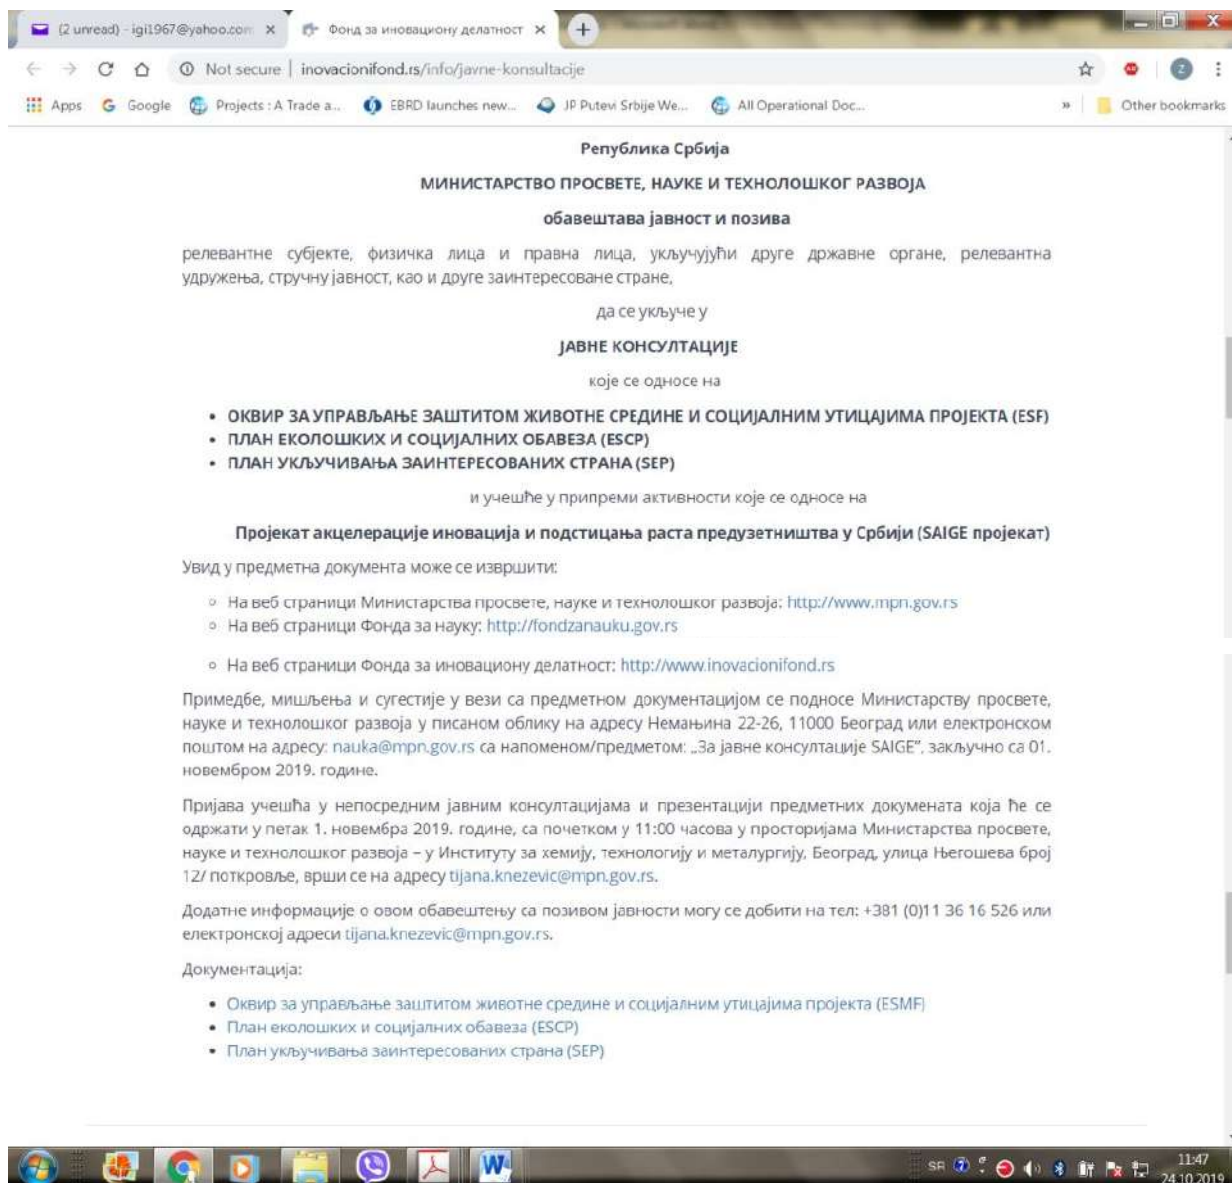 (2 unread) - igi1967@yahoo.com
Фонд за иновациону делатност
Not secure | inovacionifond.rs/info/javne-konsultacije
Apps Google Projects : A Trade a... EBRD launches new... JP Putevi Srbije We... All Operational Doc... » Other bookmarks
Република Србија
МИНИСТАРСТВО ПРОСВЕТЕ, НАУКЕ И ТЕХНОЛОШКОГ РАЗВОЈА
обавештава јавност и позива
релевантне субјекте, физичка лица и правна лица, укључујући друге државне органе, релевантна
удружења, стручну јавност, као и друге заинтересоване стране,
да се укључе у
ЈАВНЕ КОНСУЛТАЦИЈЕ
које се односе на
• ОКВИР ЗА УПРАВЉАЊЕ ЗАШТИТОМ ЖИВОТНЕ СРЕДИНЕ И СОЦИЈАЛНИМ УТИЦАЈИМА ПРОЈЕКТА (ESF)
• ПЛАН ЕКОЛОШКИХ И СОЦИЈАЛНИХ ОБАВЕЗА (ESCP)
• ПЛАН УКЉУЧИВАЊА ЗАИНТЕРЕСОВАНИХ СТРАНА (SEP)
и учешће у припреми активности које се односе на
Пројекат акцелерације иновација и подстицања раста предузетништва у Србији (SAIGE пројекат)
Увид у предметна документа може се извршити:
◦ На веб страници Министарства просвете, науке и технолошког развоја: http://www.mpn.gov.rs
◦ На веб страници Фонда за науку: http://fondzanauku.gov.rs
◦ На веб страници Фонда за иновациону делатност: http://www.inovacionifond.rs
Примедбе, мишљења и сугестије у вези са предметном документацијом се подносе Министарству просвете,
науке и технолошког развоја у писаном облику на адресу Немањина 22-26, 11000 Београд или електронском
поштом на адресу: nauka@mpn.gov.rs са напоменом/предметом: „За јавне консултације SAIGE”, закључно са 01.
новембром 2019. године.
Пријава учешћа у непосредним јавним консултацијама и презентацији предметних докумената која ће се
одржати у петак 1. новембра 2019. године, са почетком у 11:00 часова у просторијама Министарства просвете,
науке и технолошког развоја – у Институту за хемију, технологију и металургију, Београд, улица Његошева број
12/ поткровље, врши се на адресу tijana.knezevic@mpn.gov.rs.
Додатне информације о овом обавештењу са позивом јавности могу се добити на тел: +381 (0)11 36 16 526 или
електронској адреси tijana.knezevic@mpn.gov.rs.
Документација:
• Оквир за управљање заштитом животне средине и социјалним утицајима пројекта (ESMF)
• План еколошких и социјалних обавеза (ESCP)
• План укључивања заинтересованих страна (SEP)
SR 11:47
24.10.2019